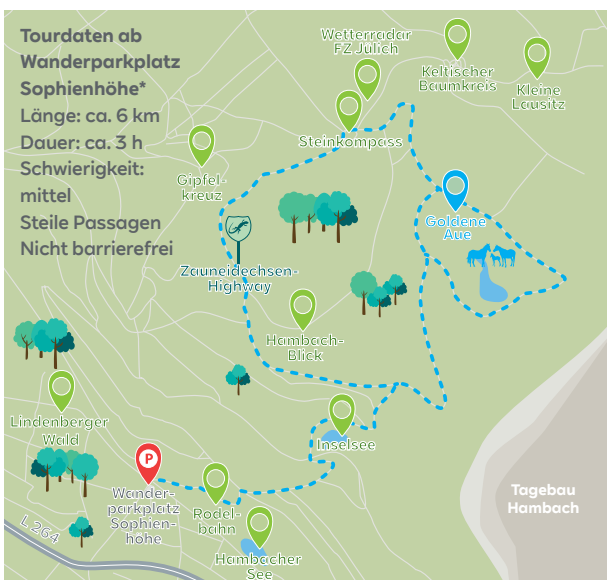 Tourdaten ab
Wanderparkplatz
Sophienhöhe*
Länge: ca. 6 km
Dauer: ca. 3 h
Schwierigkeit:
mittel
Steile Passagen
Nicht barrierefrei
Wetterradar
FZ Jülich
Keltischer
Baumkreis
Kleine
Lausitz
Steinkompass
Gipfel-
kreuz
Goldene
Aue
Zauneidechsen-
Highway
Hambach-
Blick
Lindenberger
Wald
Inselsee
P
Wander-
parkplatz
Sophien-
höhe
Rodel-
bahn
Hambacher
See
Tagebau
Hambach
L 264